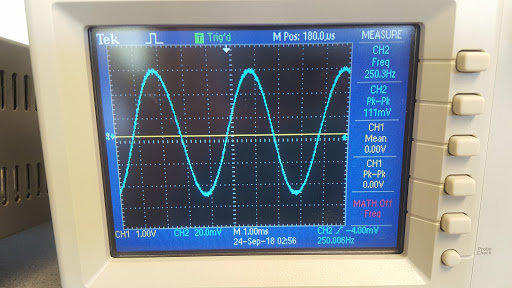 Tek T Trig'd M Pos: 180.0µs MEASURE
CH2
Freq
250.3Hz
CH2
Pk-Pk
111mV
CH1
Mean
0.00V
CH1
Pk-Pk
0.00V
MATH Off
Freq
CH1 1.00V CH2 20.0mV M 1.00ms CH2 -4.00mV
24-Sep-18 02:56 250.006Hz
PROBE
CHECK